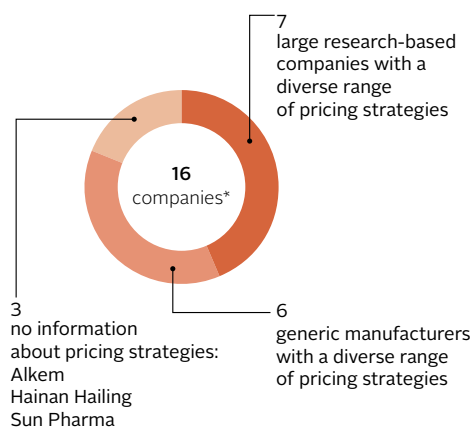 7
large research-based
companies with a
diverse range
of pricing strategies
16
companies*
3
no information
about pricing strategies:
Alkem
Hainan Hailing
Sun Pharma
6
generic manufacturers
with a diverse range
of pricing strategies